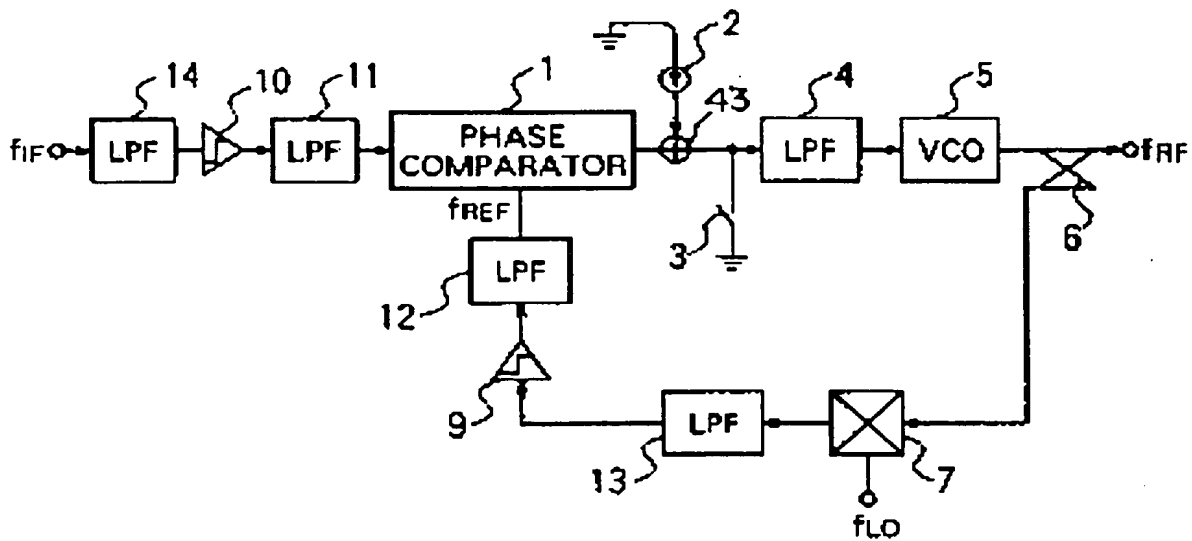 14
10
11
1
2
43
4
5
fIF
LPF
LPF
PHASE
COMPARATOR
LPF
VCO
fRF
fREF
3
6
LPF
12
9
LPF
13
7
fLO